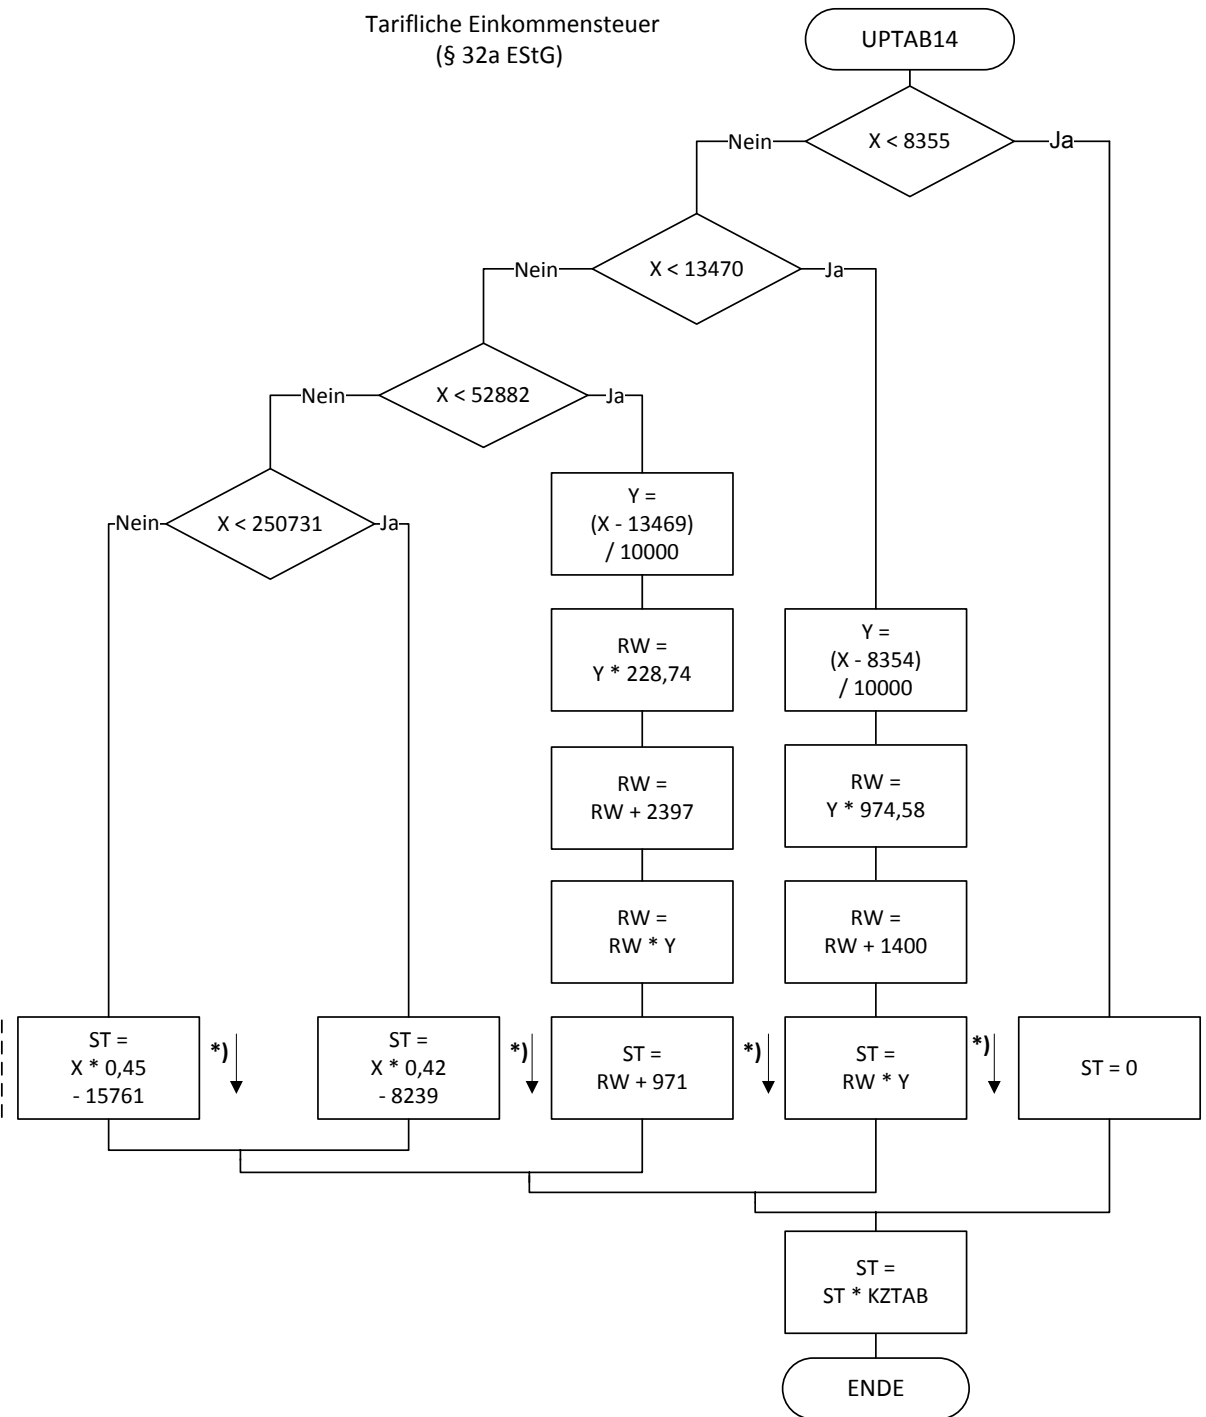 Tarifliche Einkommensteuer
(§ 32a EStG)
UPTAB14
X < 8355
Nein
Ja
X < 13470
Nein
Ja
X < 52882
Nein
Ja
X < 250731
Nein
Ja
Y =
(X - 13469)
/ 10000
RW =
Y * 228,74
RW =
RW + 2397
RW =
RW * Y
Y =
(X - 8354)
/ 10000
RW =
Y * 974,58
RW =
RW + 1400
ST =
X * 0,45
- 15761
*)
ST =
X * 0,42
- 8239
*)
ST =
RW + 971
*)
ST =
RW * Y
*)
ST = 0
ST =
ST * KZTAB
ENDE